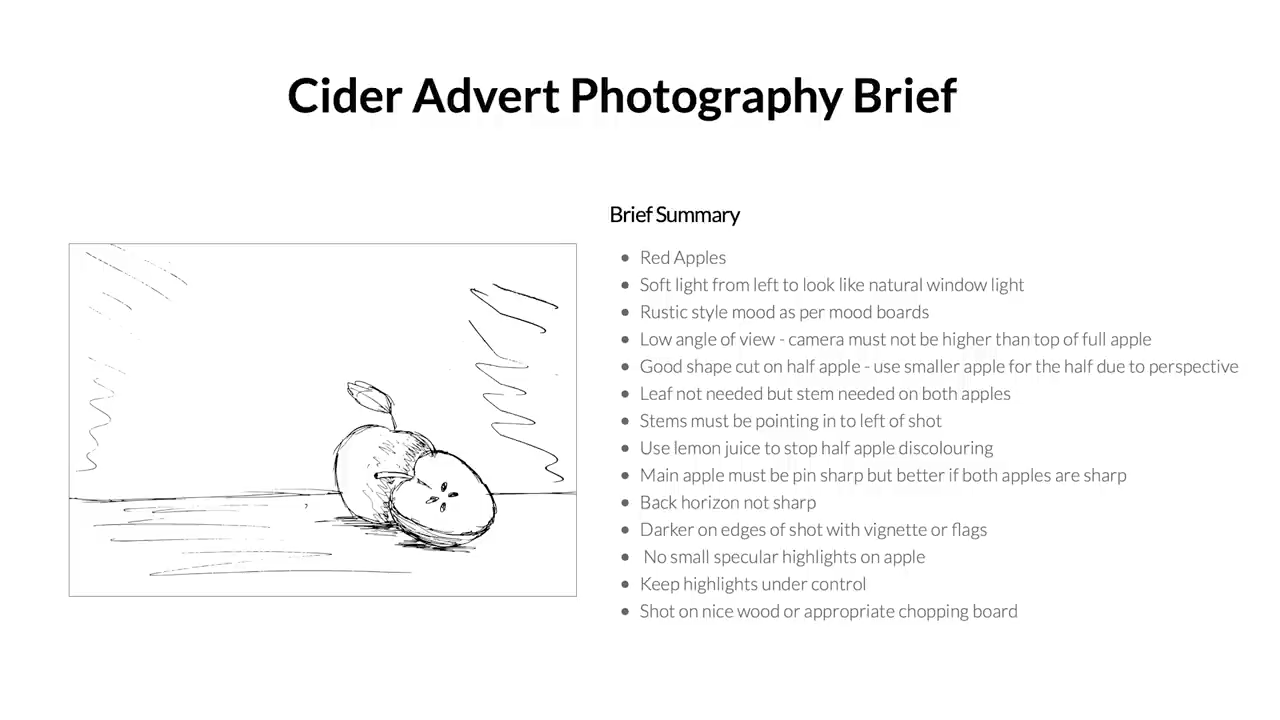 Cider Advert Photography Brief
Brief Summary
• Red Apples
• Soft light from left to look like natural window light
• Rustic style mood as per mood boards
• Low angle of view - camera must not be higher than top of full apple
• Good shape cut on half apple - use smaller apple for the half due to perspective
• Leaf not needed but stem needed on both apples
• Stems must be pointing in to left of shot
• Use lemon juice to stop half apple discolouring
• Main apple must be pin sharp but better if both apples are sharp
• Back horizon not sharp
• Darker on edges of shot with vignette or flags
• No small specular highlights on apple
• Keep highlights under control
• Shot on nice wood or appropriate chopping board